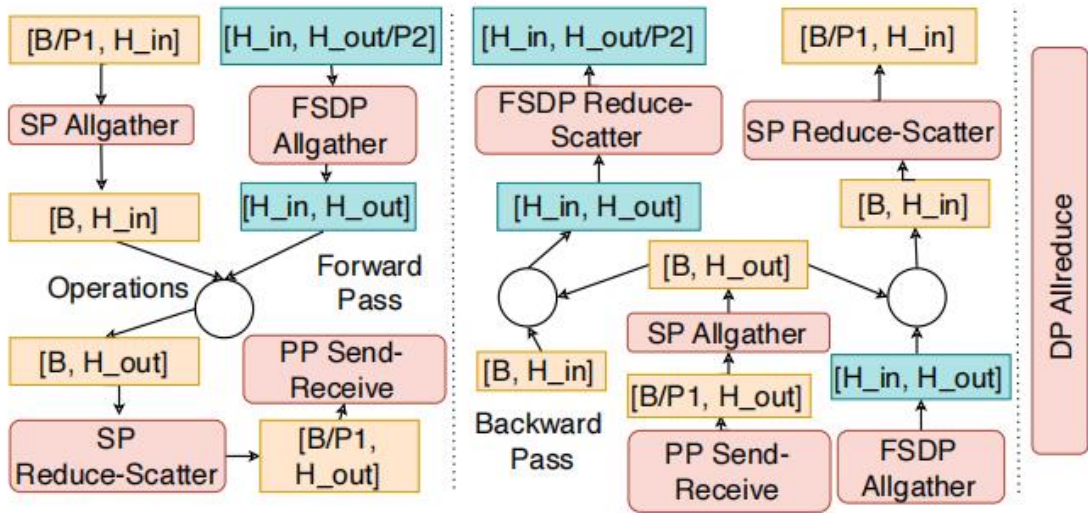 [B/P1, H_in]
[H_in, H_out/P2]
SP Allgather
FSDP
Allgather
[B, H_in]
[H_in, H_out]
Operations
Forward
Pass
[B, H_out]
PP Send-
Receive
SP
Reduce-Scatter
[B/P1,
H_out]
[H_in, H_out/P2]
[B/P1, H_in]
FSDP Reduce-
Scatter
SP Reduce-Scatter
[H_in, H_out]
[B, H_in]
[B, H_out]
SP Allgather
[B, H_in]
[B/P1, H_out]
[H_in, H_out]
Backward
Pass
PP Send-
Receive
FSDP
Allgather
DP Allreduce